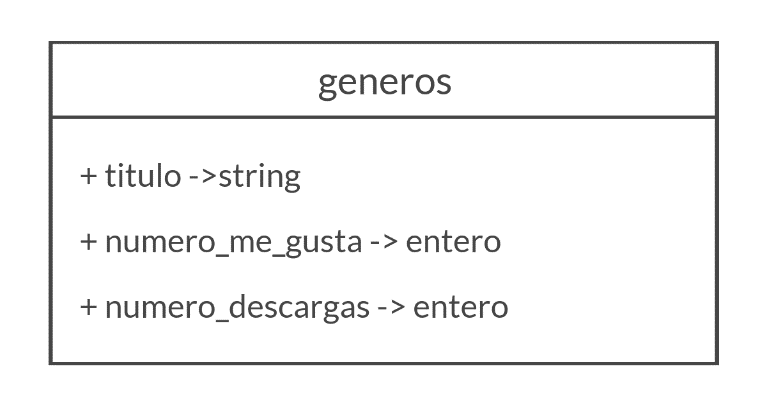 generos
+ titulo ->string
+ numero_me_gusta -> entero
+ numero_descargas -> entero